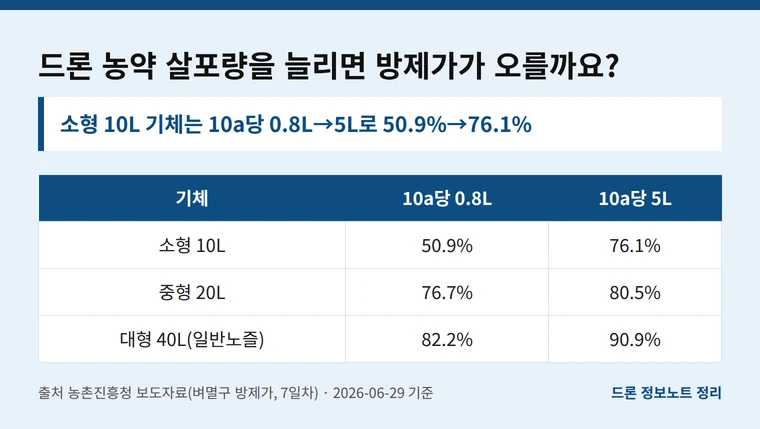 드론 농약 살포량을 늘리면 방제가가 오를까요?
소형 10L 기체는 10a당 0.8L→5L로 50.9%→76.1%
기체 10a당 0.8L 10a당 5L
소형 10L 50.9% 76.1%
중형 20L 76.7% 80.5%
대형 40L(일반노즐) 82.2% 90.9%
출처 농촌진흥청 보도자료(벼멸구 방제가, 7일차) · 2026-06-29 기준 드론 정보노트 정리